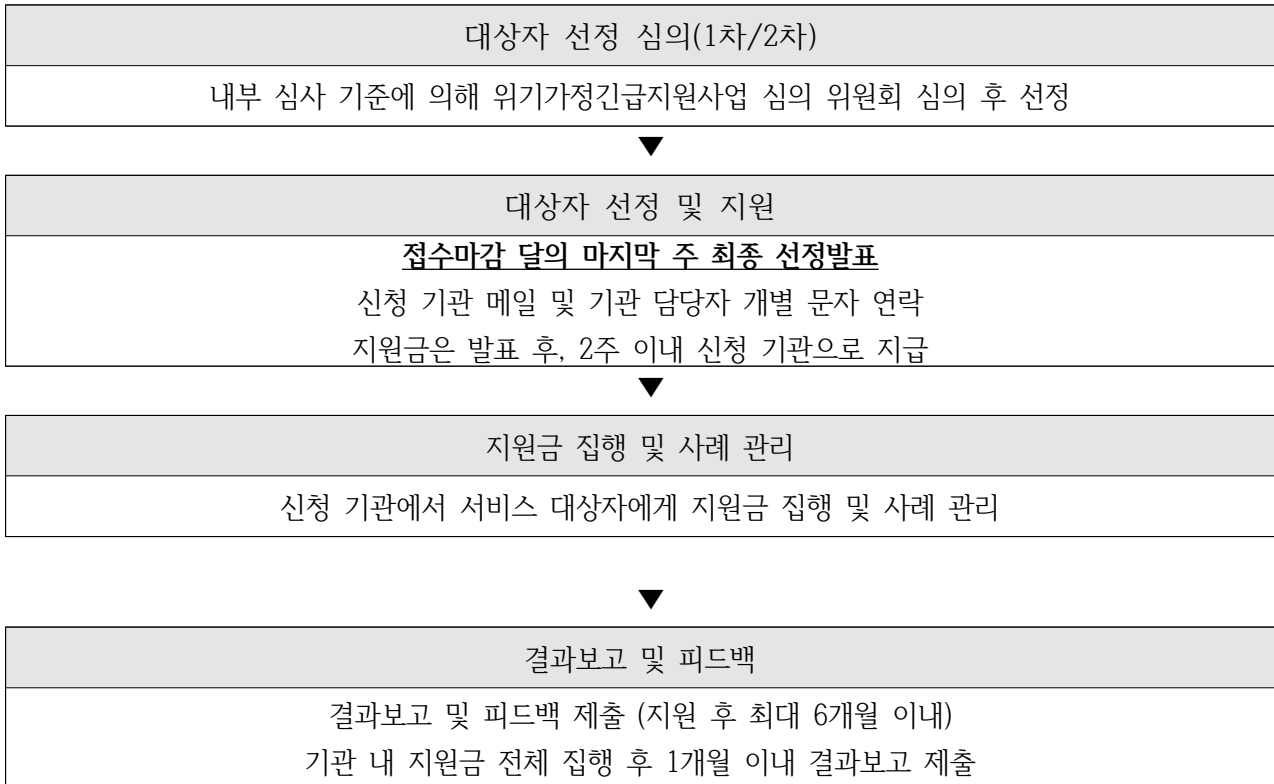 대상자 선정 심의(1차/2차)
내부 심사 기준에 의해 위기가정긴급지원사업 심의 위원회 심의 후 선정
▼
대상자 선정 및 지원
접수마감 달의 마지막 주 최종 선정발표
신청 기관 메일 및 기관 담당자 개별 문자 연락
지원금은 발표 후, 2주 이내 신청 기관으로 지급
▼
지원금 집행 및 사례 관리
신청 기관에서 서비스 대상자에게 지원금 집행 및 사례 관리
▼
결과보고 및 피드백
결과보고 및 피드백 제출 (지원 후 최대 6개월 이내)
기관 내 지원금 전체 집행 후 1개월 이내 결과보고 제출